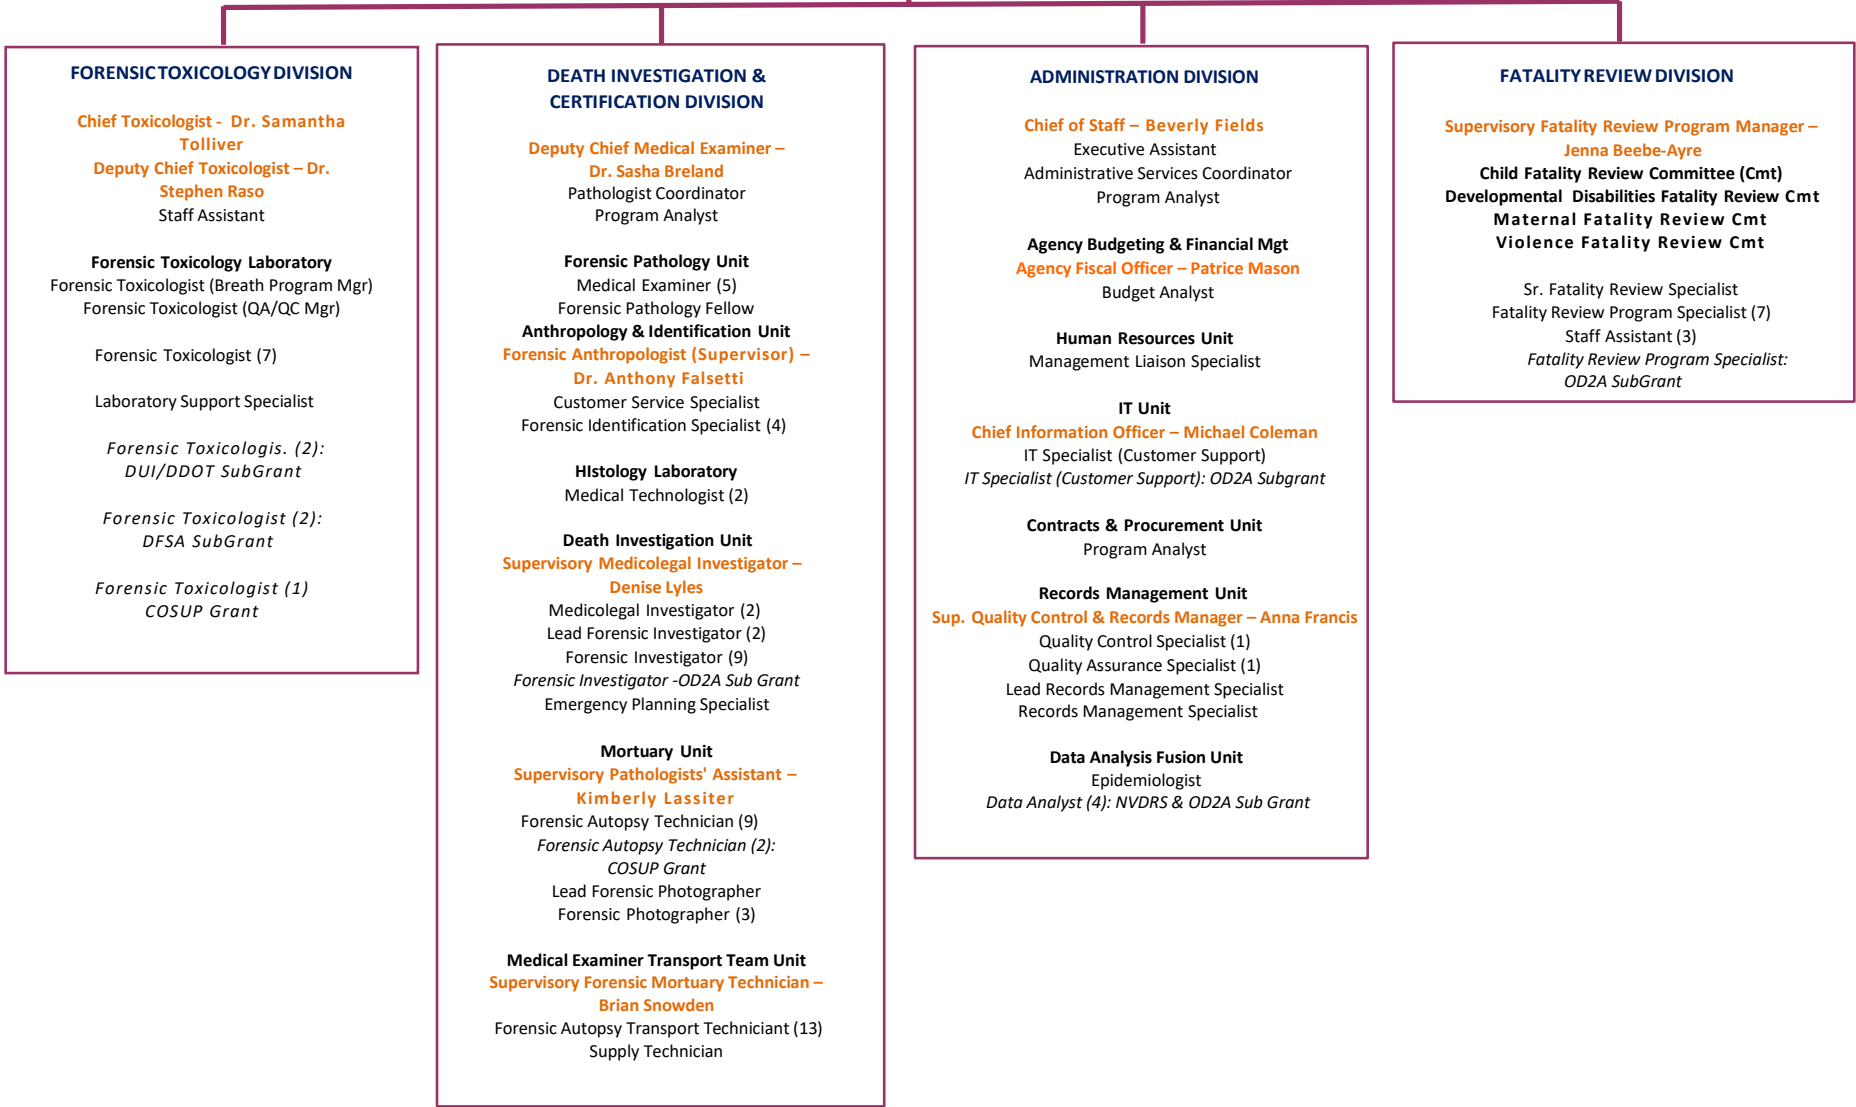 FORENSIC TOXICOLOGY DIVISION
Chief Toxicologist - Dr. Samantha
Tolliver
Deputy Chief Toxicologist – Dr.
Stephen Raso
Staff Assistant
Forensic Toxicology Laboratory
Forensic Toxicologist (Breath Program Mgr)
Forensic Toxicologist (QA/QC Mgr)
Forensic Toxicologist (7)
Laboratory Support Specialist
Forensic Toxicologis. (2):
DUI/DDOT SubGrant
Forensic Toxicologist (2):
DFSA SubGrant
Forensic Toxicologist (1)
COSUP Grant
DEATH INVESTIGATION &
CERTIFICATION DIVISION
Deputy Chief Medical Examiner –
Dr. Sasha Breland
Pathologist Coordinator
Program Analyst
Forensic Pathology Unit
Medical Examiner (5)
Forensic Pathology Fellow
Anthropology & Identification Unit
Forensic Anthropologist (Supervisor) –
Dr. Anthony Falsetti
Customer Service Specialist
Forensic Identification Specialist (4)
HIstology Laboratory
Medical Technologist (2)
Death Investigation Unit
Supervisory Medicolegal Investigator –
Denise Lyles
Medicolegal Investigator (2)
Lead Forensic Investigator (2)
Forensic Investigator (9)
Forensic Investigator -OD2A Sub Grant
Emergency Planning Specialist
Mortuary Unit
Supervisory Pathologists' Assistant –
Kimberly Lassiter
Forensic Autopsy Technician (9)
Forensic Autopsy Technician (2):
COSUP Grant
Lead Forensic Photographer
Forensic Photographer (3)
Medical Examiner Transport Team Unit
Supervisory Forensic Mortuary Technician –
Brian Snowden
Forensic Autopsy Transport Techniciant (13)
Supply Technician
ADMINISTRATION DIVISION
Chief of Staff – Beverly Fields
Executive Assistant
Administrative Services Coordinator
Program Analyst
Agency Budgeting & Financial Mgt
Agency Fiscal Officer – Patrice Mason
Budget Analyst
Human Resources Unit
Management Liaison Specialist
IT Unit
Chief Information Officer – Michael Coleman
IT Specialist (Customer Support)
IT Specialist (Customer Support): OD2A Subgrant
Contracts & Procurement Unit
Program Analyst
Records Management Unit
Sup. Quality Control & Records Manager – Anna Francis
Quality Control Specialist (1)
Quality Assurance Specialist (1)
Lead Records Management Specialist
Records Management Specialist
Data Analysis Fusion Unit
Epidemiologist
Data Analyst (4): NVDRS & OD2A Sub Grant
FATALITY REVIEW DIVISION
Supervisory Fatality Review Program Manager –
Jenna Beebe-Ayre
Child Fatality Review Committee (Cmt)
Developmental Disabilities Fatality Review Cmt
Maternal Fatality Review Cmt
Violence Fatality Review Cmt
Sr. Fatality Review Specialist
Fatality Review Program Specialist (7)
Staff Assistant (3)
Fatality Review Program Specialist:
OD2A SubGrant